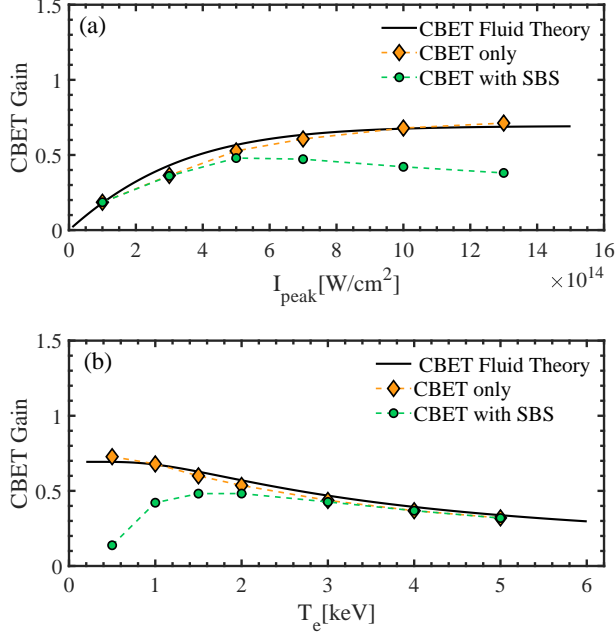 1.5
(a)
CBET Fluid Theory
CBET only
CBET with SBS
1
0.5
0
CBET Gain
0 2 4 6 8 10 12 14 16
I_peak[W/cm²]
×10¹⁴
1.5
(b)
CBET Fluid Theory
CBET only
CBET with SBS
1
0.5
0
CBET Gain
0 1 2 3 4 5 6
T_e[keV]